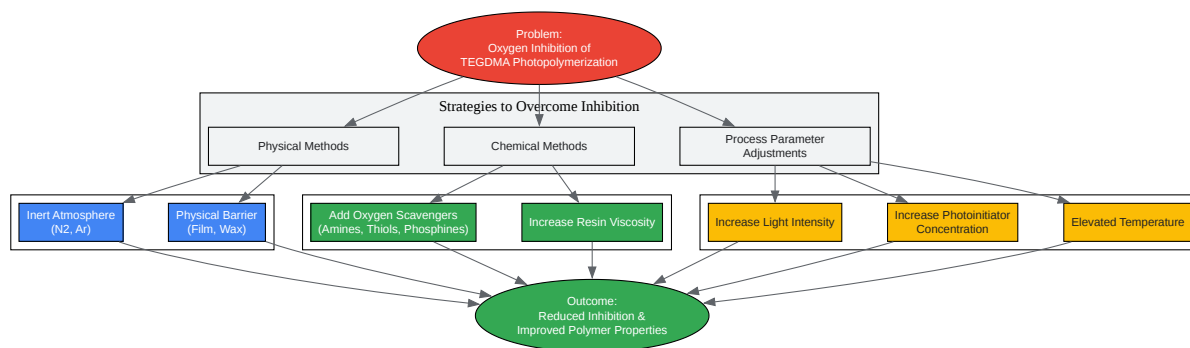 Problem:
Oxygen Inhibition of
TEGDMA Photopolymerization
Strategies to Overcome Inhibition
Physical Methods
Chemical Methods
Process Parameter
Adjustments
Inert Atmosphere
(N2, Ar)
Physical Barrier
(Film, Wax)
Add Oxygen Scavengers
(Amines, Thiols, Phosphines)
Increase Resin Viscosity
Increase Light Intensity
Increase Photoinitiator
Concentration
Elevated Temperature
Outcome:
Reduced Inhibition &
Improved Polymer Properties